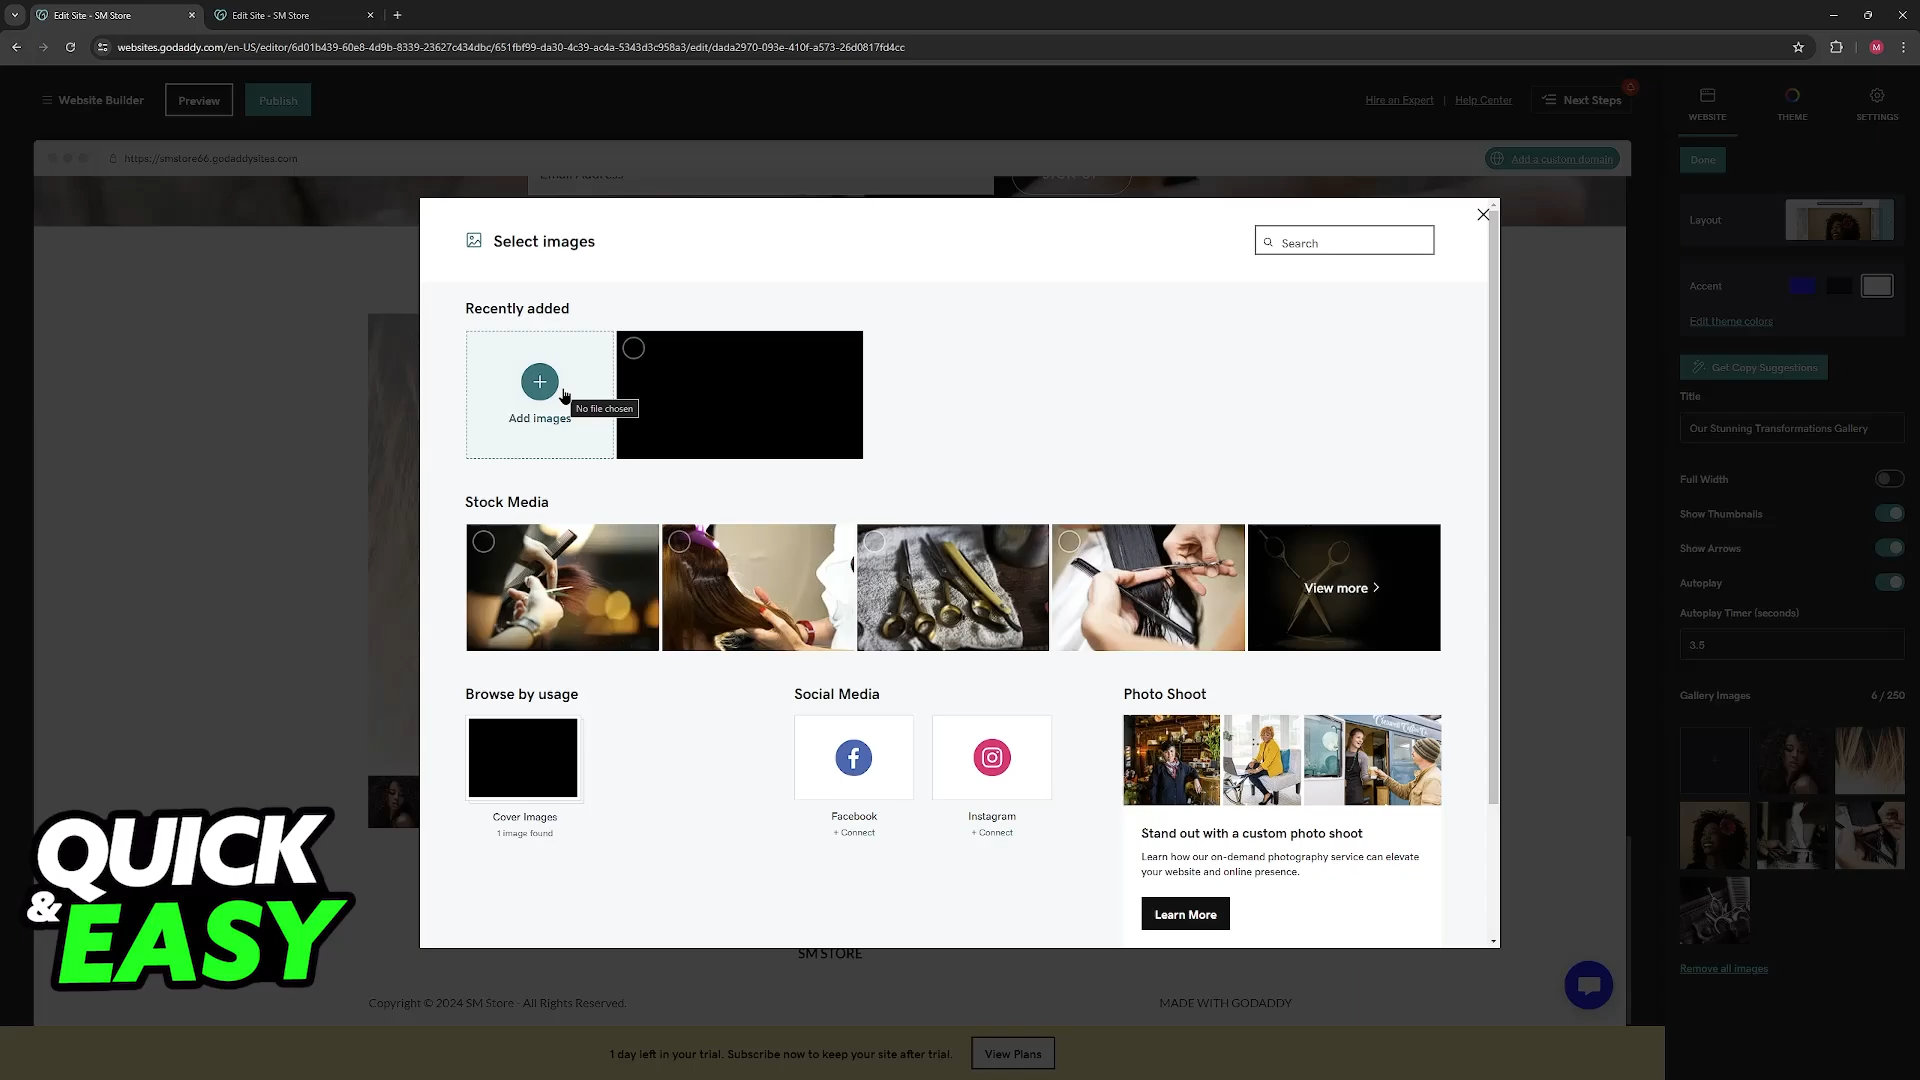 Edit Site - SM Store
Edit Site - SM Store
websites.godaddy.com/en-US/editor/6d01b439-60e8-4d9b-8339-23627c434dbc/651fbf99-da30-4c39-ac4a-5343d3c958a3/edit/dada2970-093e-410f-a573-26d0817fd4cc
M
Website Builder
Preview
Publish
Hire an Expert | Help Center
Next Steps
WEBSITE
THEME
SETTINGS
https://smstore66.godaddysites.com
Add a custom domain
Done
Email Address
SIGN UP
Select images
Search
Layout
Accent
Edit theme colors
Recently added
Add images
No file chosen
Get Copy Suggestions
Title
Our Stunning Transformations Gallery
Full Width
Show Thumbnails
Show Arrows
Autoplay
Autoplay Timer (seconds)
3.5
Stock Media
View more
Browse by usage
Social Media
Photo Shoot
Gallery Images
6 / 250
Cover Images
1 image found
Facebook
+ Connect
Instagram
+ Connect
Stand out with a custom photo shoot
Learn how our on-demand photography service can elevate
your website and online presence.
Learn More
Remove all images
QUICK
& EASY
SM STORE
Copyright © 2024 SM Store - All Rights Reserved.
MADE WITH GODADDY
1 day left in your trial. Subscribe now to keep your site after trial.
View Plans